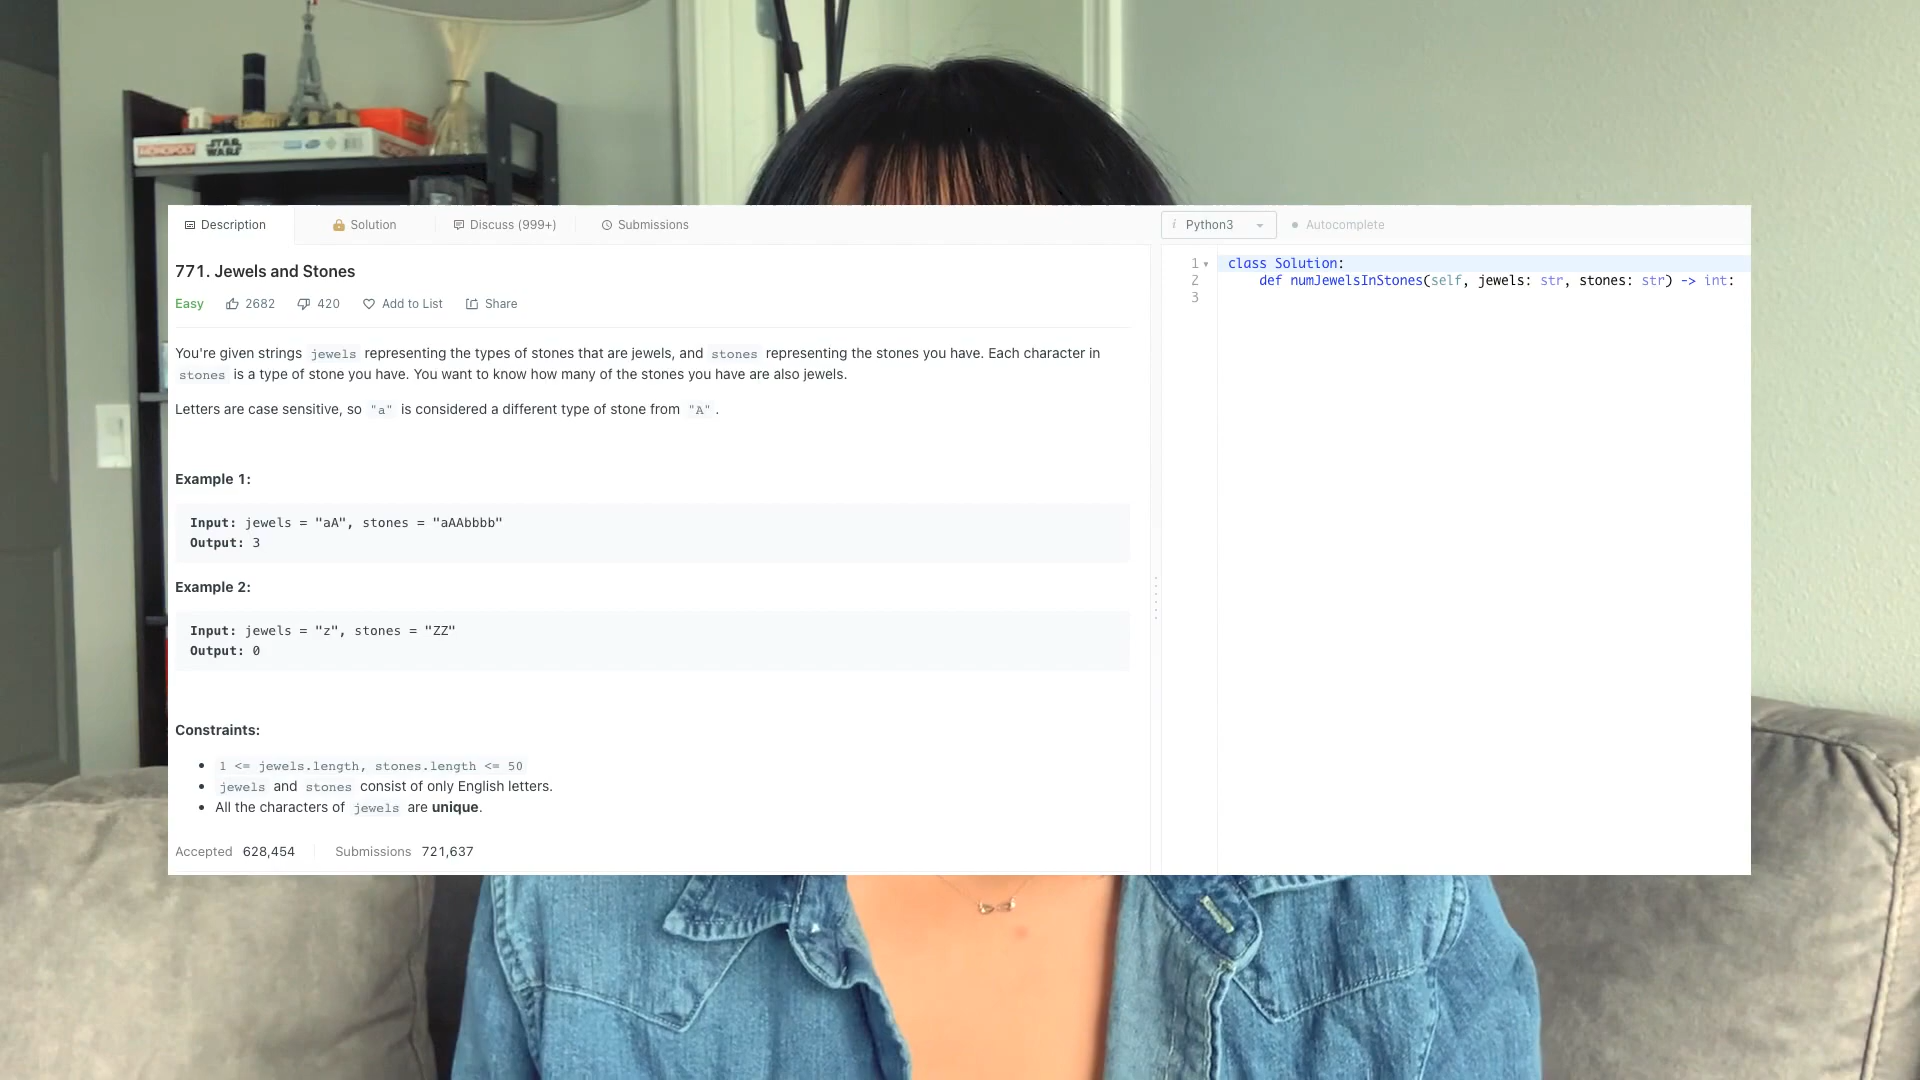 MONOPOLY STAR WARS
Description Solution Discuss (999+) Submissions
771. Jewels and Stones
Easy 2682 420 Add to List Share
You're given strings jewels representing the types of stones that are jewels, and stones representing the stones you have. Each character in
stones is a type of stone you have. You want to know how many of the stones you have are also jewels.
Letters are case sensitive, so "a" is considered a different type of stone from "A".
Example 1:
Input: jewels = "aA", stones = "aAAbbbb"
Output: 3
Example 2:
Input: jewels = "z", stones = "ZZ"
Output: 0
Constraints:
• 1 <= jewels.length, stones.length <= 50
• jewels and stones consist of only English letters.
• All the characters of jewels are unique.
Accepted 628,454 Submissions 721,637
i Python3 Autocomplete
1 class Solution:
2 def numJewelsInStones(self, jewels: str, stones: str) -> int:
3